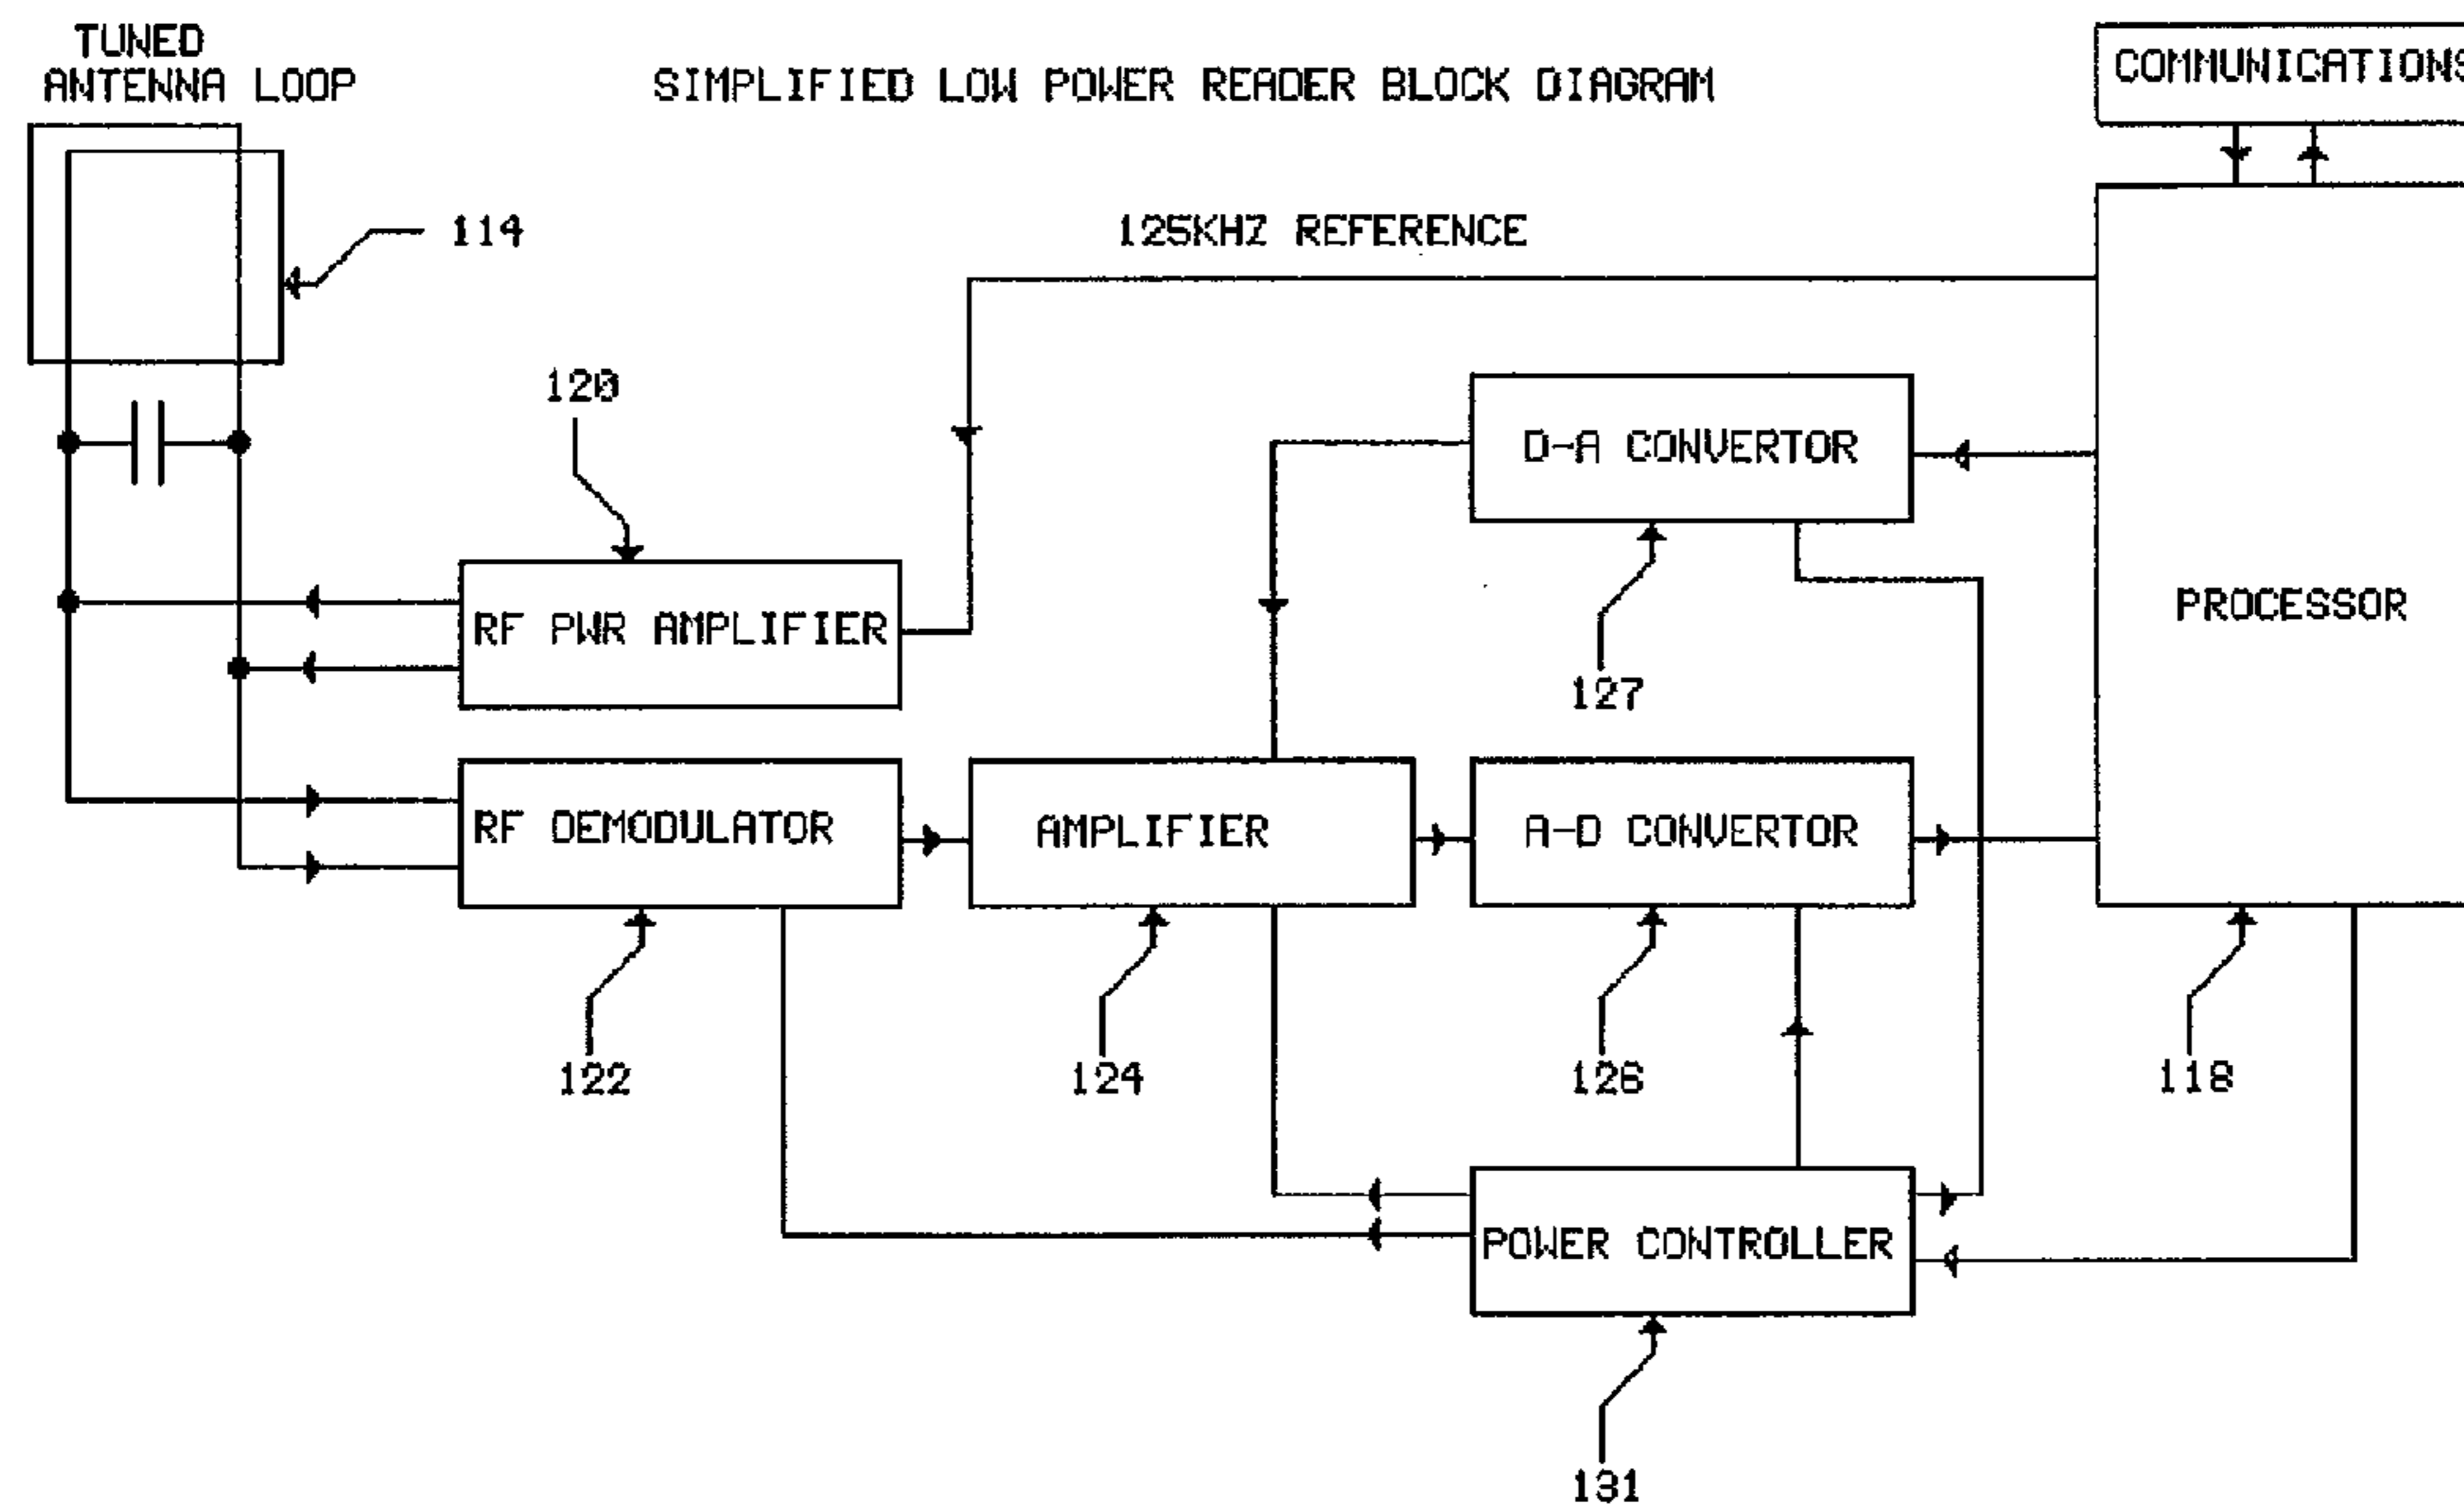 TUNED
ANTENNA LOOP
SIMPLIFIED LOW POWER READER BLOCK DIAGRAM
COMMUNICATIONS
114
125KHZ REFERENCE
120
D-A CONVERTOR
PROCESSOR
RF PWR AMPLIFIER
127
RF DEMODULATOR
AMPLIFIER
A-D CONVERTOR
122
124
126
118
POWER CONTROLLER
131